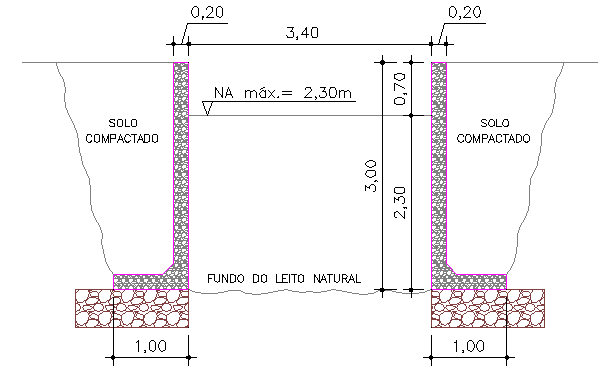 0,20
0,20
3,40
NA máx.= 2,30m
0,70
SOLO
COMPACTADO
SOLO
COMPACTADO
3,00
2,30
FUNDO DO LEITO NATURAL
1,00
1,00